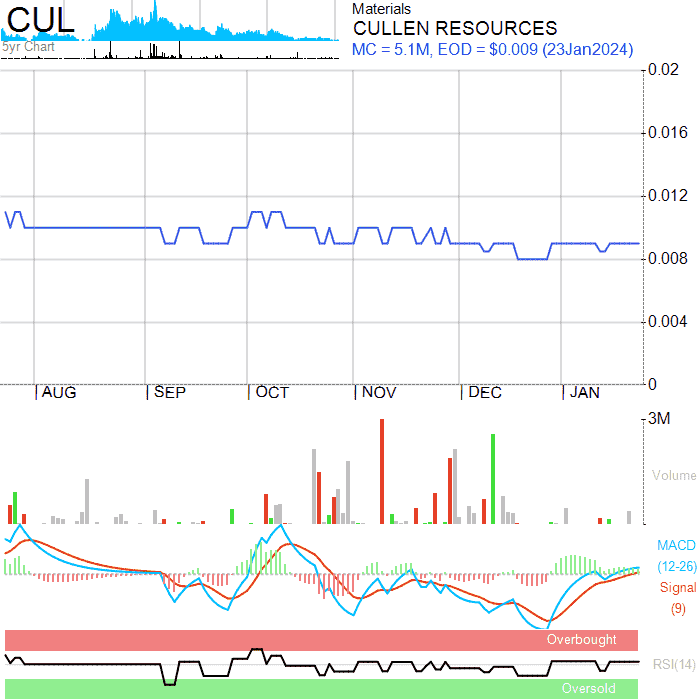 CUL
5yr Chart
Materials
CULLEN RESOURCES
MC = 5.1M, EOD = $0.009 (23Jan2024)
0.02
0.016
0.012
0.008
0.004
0
AUG SEP OCT NOV DEC JAN
3M
Volume
MACD
(12-26)
Signal
(9)
Overbought
RSI(14)
Oversold